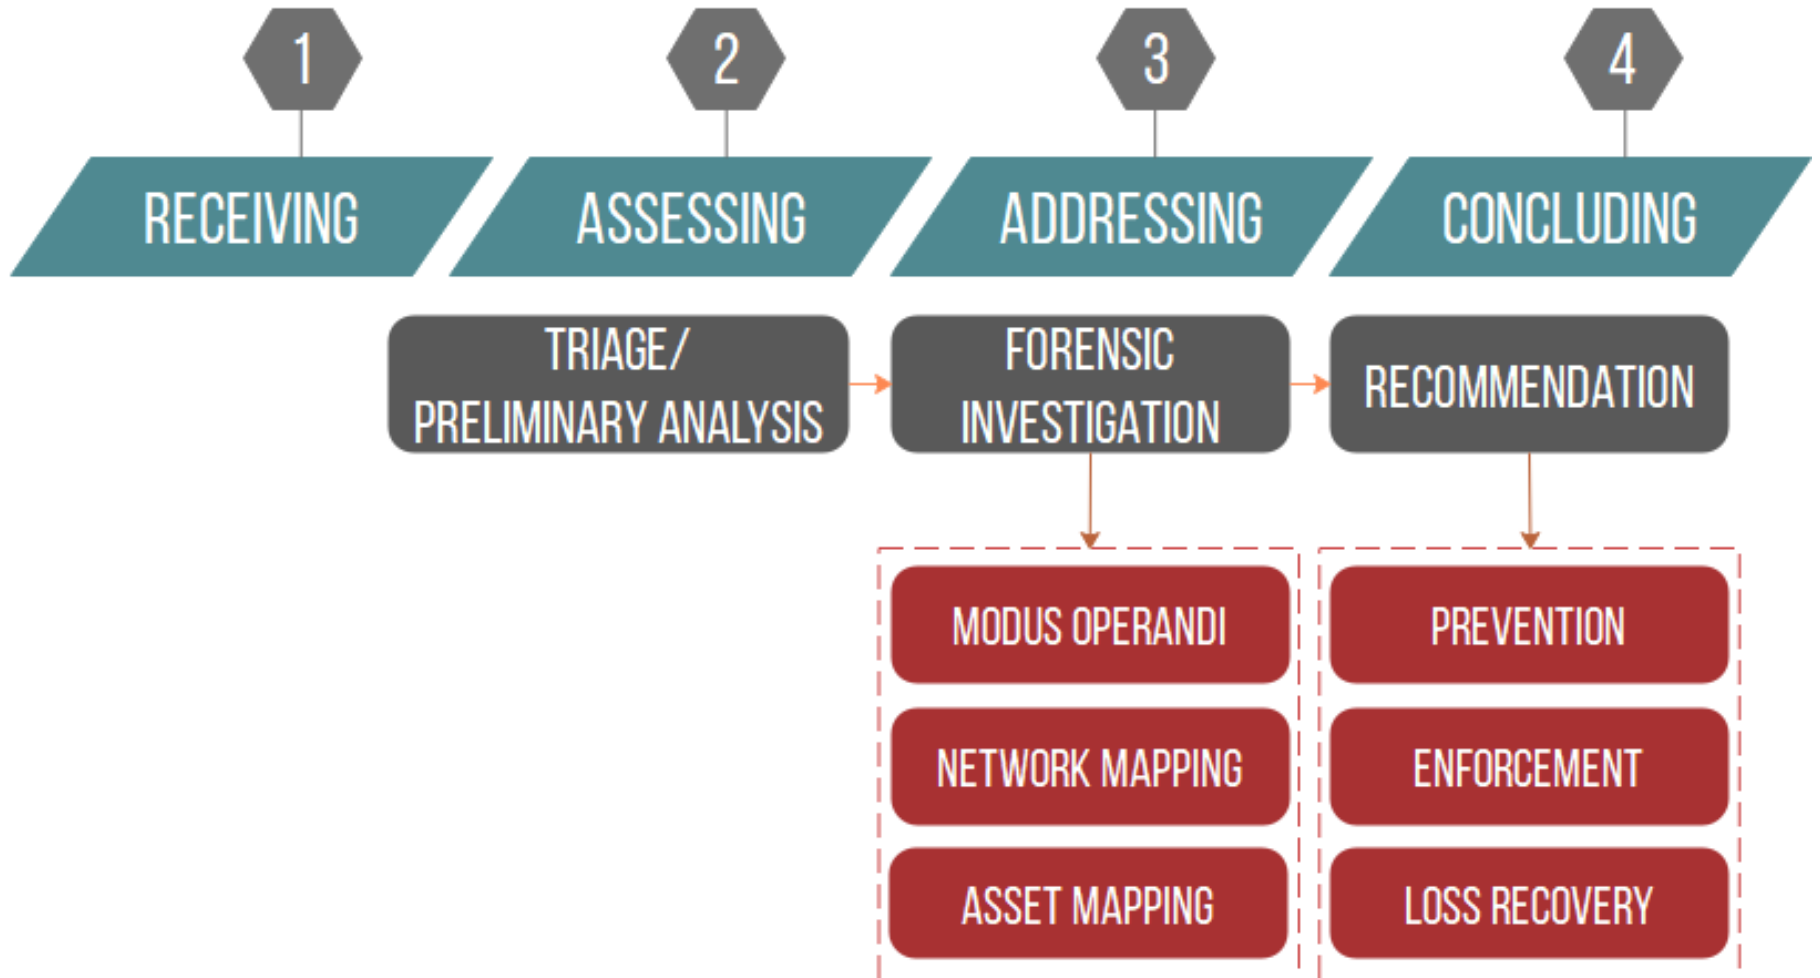 1
2
3
4
RECEIVING
ASSESSING
ADDRESSING
CONCLUDING
TRIAGE/
PRELIMINARY ANALYSIS
FORENSIC
INVESTIGATION
RECOMMENDATION
MODUS OPERANDI
PREVENTION
NETWORK MAPPING
ENFORCEMENT
ASSET MAPPING
LOSS RECOVERY